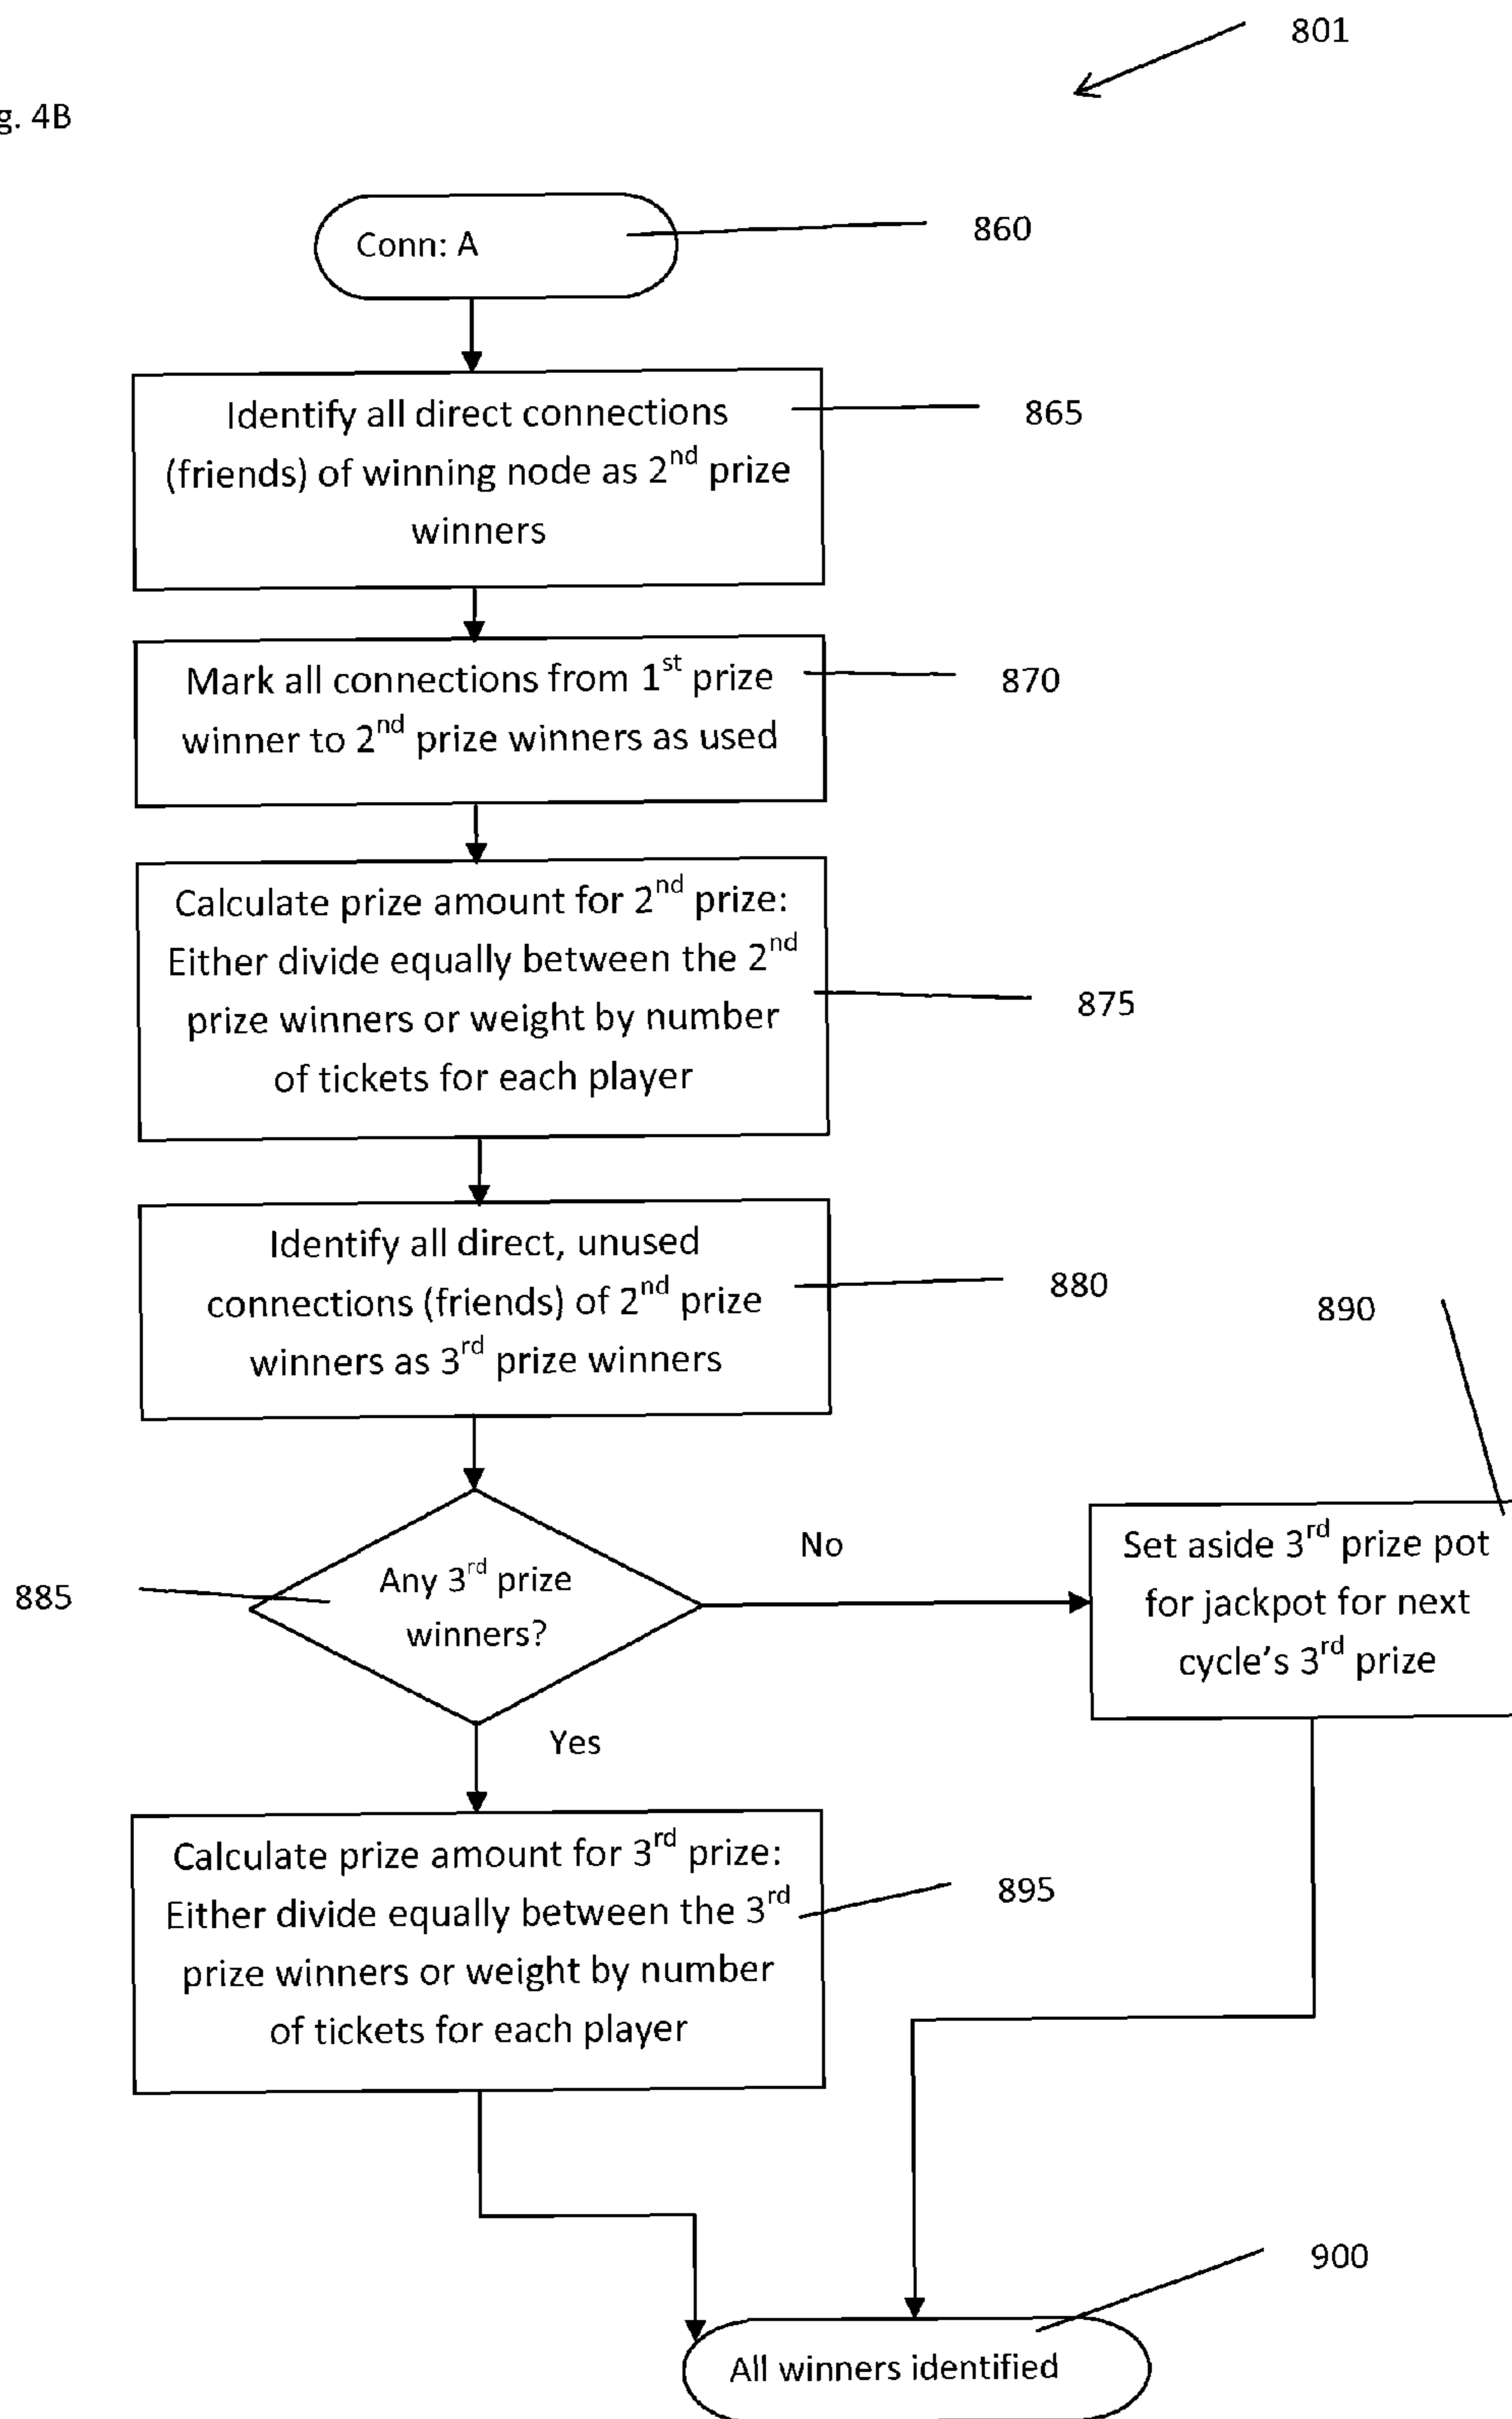 801
g. 4B
Conn: A
860
Identify all direct connections
(friends) of winning node as 2nd prize
winners
865
Mark all connections from 1st prize
winner to 2nd prize winners as used
870
Calculate prize amount for 2nd prize:
Either divide equally between the 2nd
prize winners or weight by number
of tickets for each player
875
Identify all direct, unused
connections (friends) of 2nd prize
winners as 3rd prize winners
880
890
885
Any 3rd prize
winners?
No
Set aside 3rd prize pot
for jackpot for next
cycle's 3rd prize
Yes
Calculate prize amount for 3rd prize:
Either divide equally between the 3rd
prize winners or weight by number
of tickets for each player
895
900
All winners identified